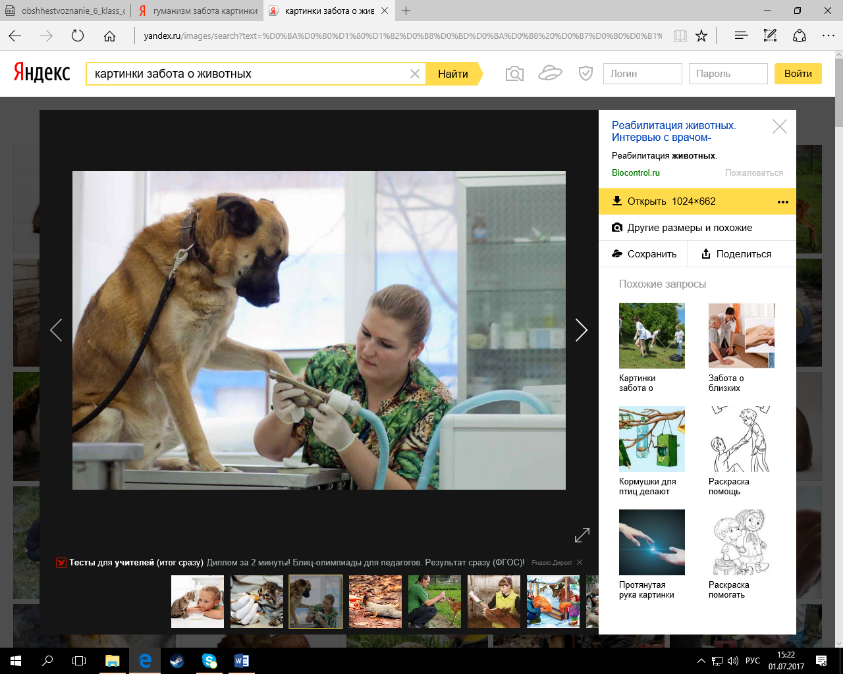 obshhestvoznanie_6_klass_c
гуманизм забота картинки
картинки забота о жив
yandex.ru/images/search?text=%D0%BA%D0%B0%D1%80%D1%82%D0%B8%D0%BD%D0%BA%D0%B8%20%D0%B7%D0%B0%D0%B1%
Яндекс
картинки забота о животных
Найти
Логин
Пароль
Войти
Реабилитация животных.
Интервью с врачом-
Реабилитация животных.
Biocontrol.ru
Пожаловаться
Открыть 1024×662
Другие размеры и похожие
Сохранить
Поделиться
Похожие запросы
Картинки
забота о
Забота о
близких
Кормушки для
птиц делают
Раскраска
помощь
Протянутая
рука картинки
Раскраска
помогать
Тесты для учителей (итог сразу) Диплом за 2 минуты! Блиц-олимпиады для педагогов. Результат сразу (ФГОС)! Яндекс.Директ
РУС
15:22
01.07.2017